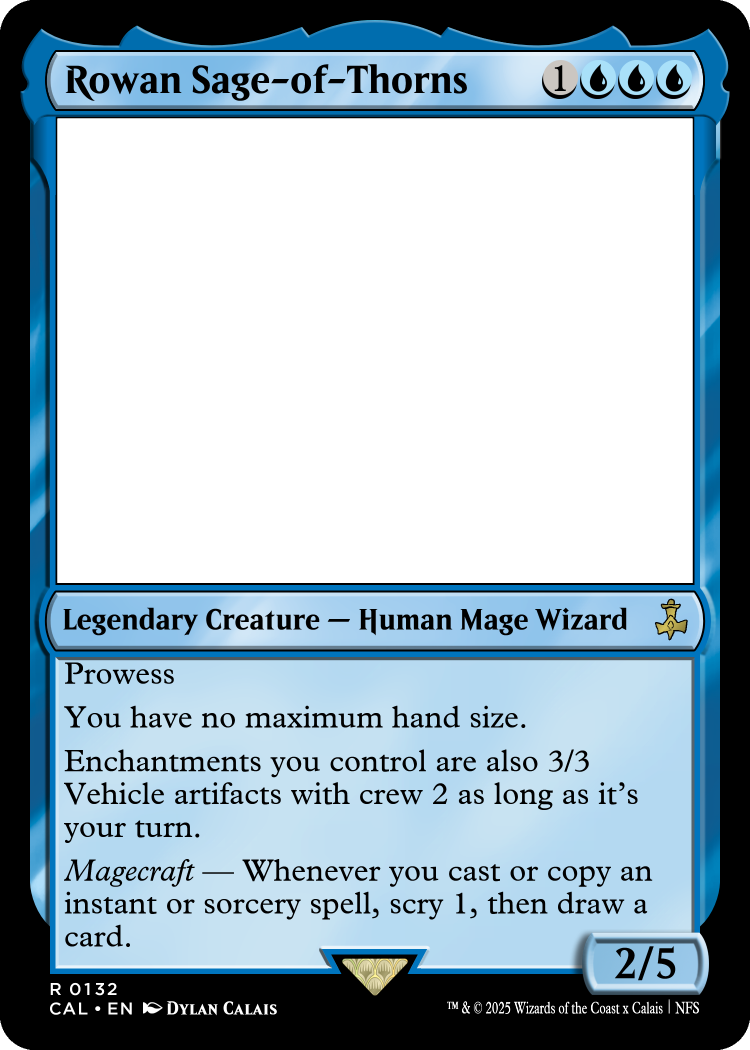 Rowan Sage-of-Thorns 1
Legendary Creature — Human Mage Wizard
Prowess
You have no maximum hand size.
Enchantments you control are also 3/3
Vehicle artifacts with crew 2 as long as it's
your turn.
Magecraft — Whenever you cast or copy an
instant or sorcery spell, scry 1, then draw a
card.
2/5
R 0132
CAL • EN DYLAN CALAIS
™ & © 2025 Wizards of the Coast x Calais | NFS